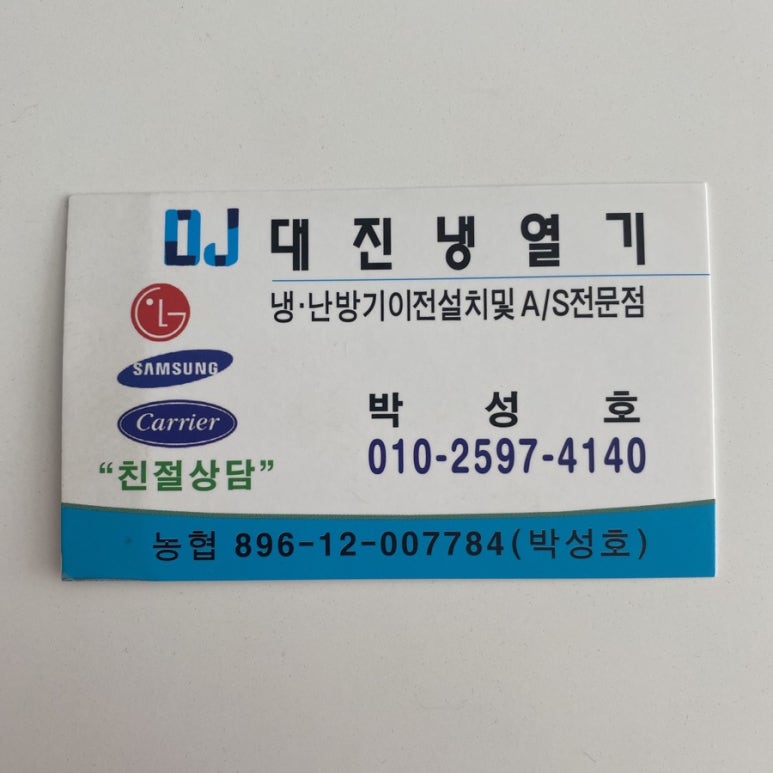 DJ 대진냉열기
냉·난방기이전설치및 A/S전문점
LG
SAMSUNG
Carrier
"친절상담"
박성호
010-2597-4140
농협 896-12-007784(박성호)